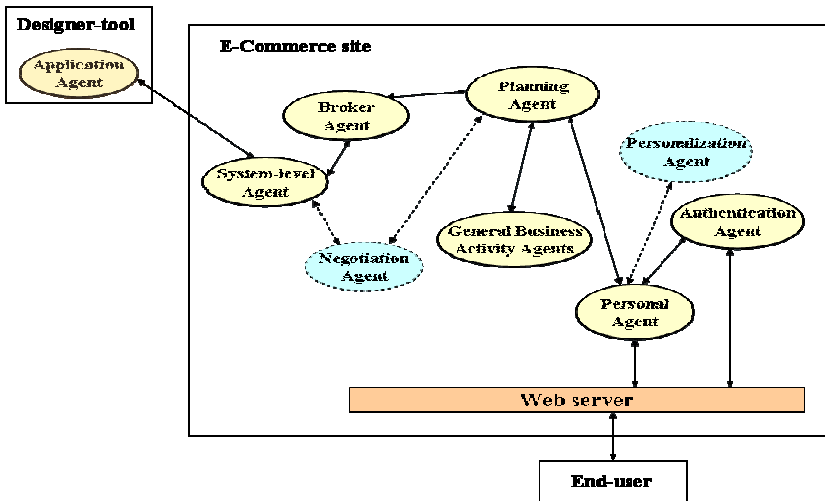 Designer-tool
Application
Agent
E-Commerce site
Planning
Agent
Broker
Agent
Personalization
Agent
System-level
Agent
Authentication
Agent
General Business
Activity Agents
Negotiation
Agent
Personal
Agent
Web server
End-user